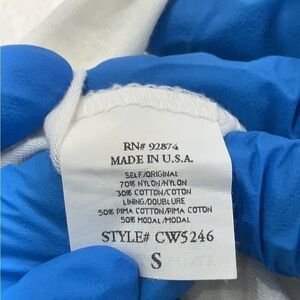 RN# 92874
MADE IN U.S.A.
SELF/ORIGINAL
70% NYLON/NYLON
30% COTTON/COTTON
LINING/DOUBLURE
50% PIMA COTTON/PIMA COTON
50% MODAL/MODAL
STYLE# CW5246
S